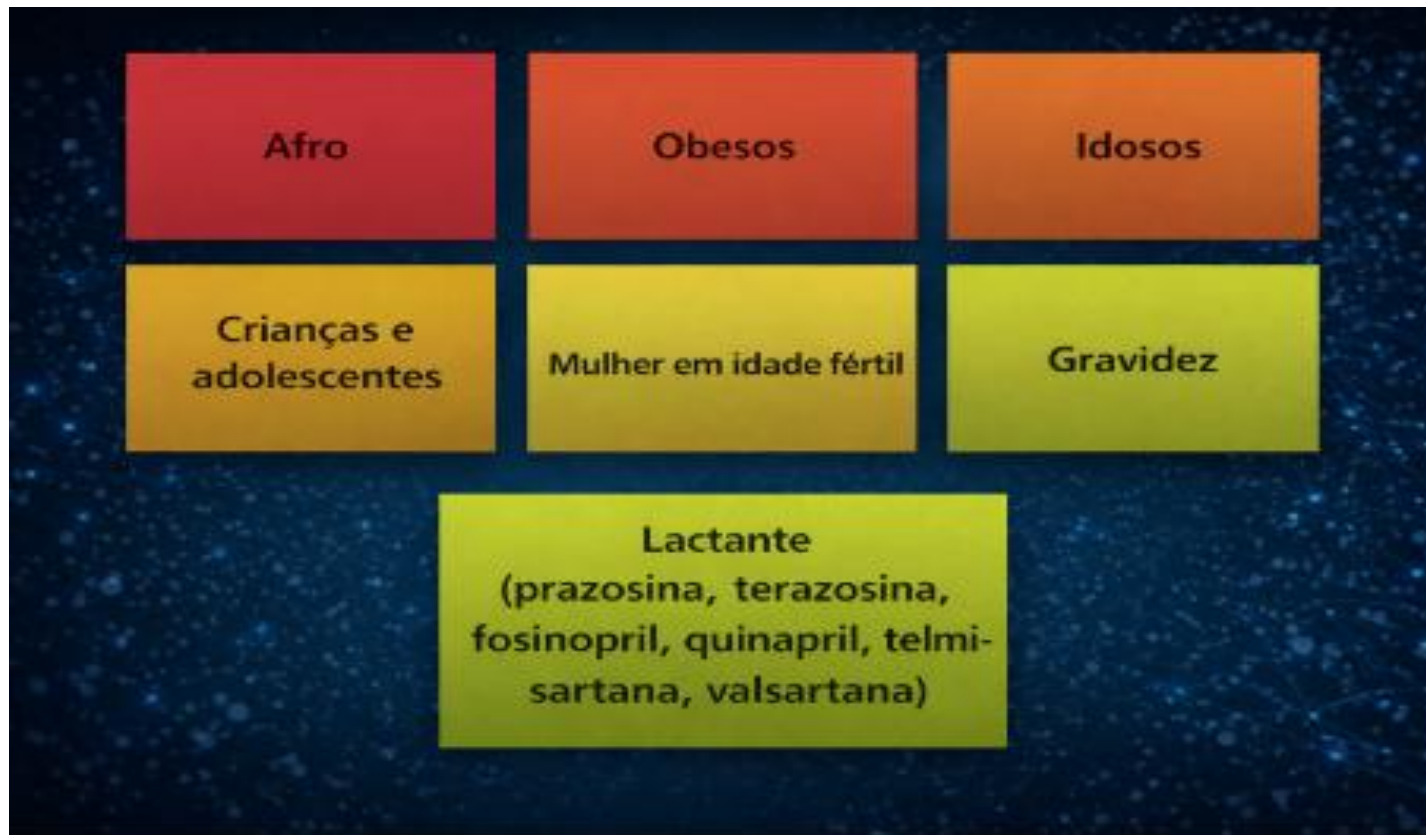 Afro
Obesos
Idosos
Crianças e
adolescentes
Mulher em idade fértil
Gravidez
Lactante
(prazosina, terazosina,
fosinopril, quinapril, telmi-
sartana, valsartana)